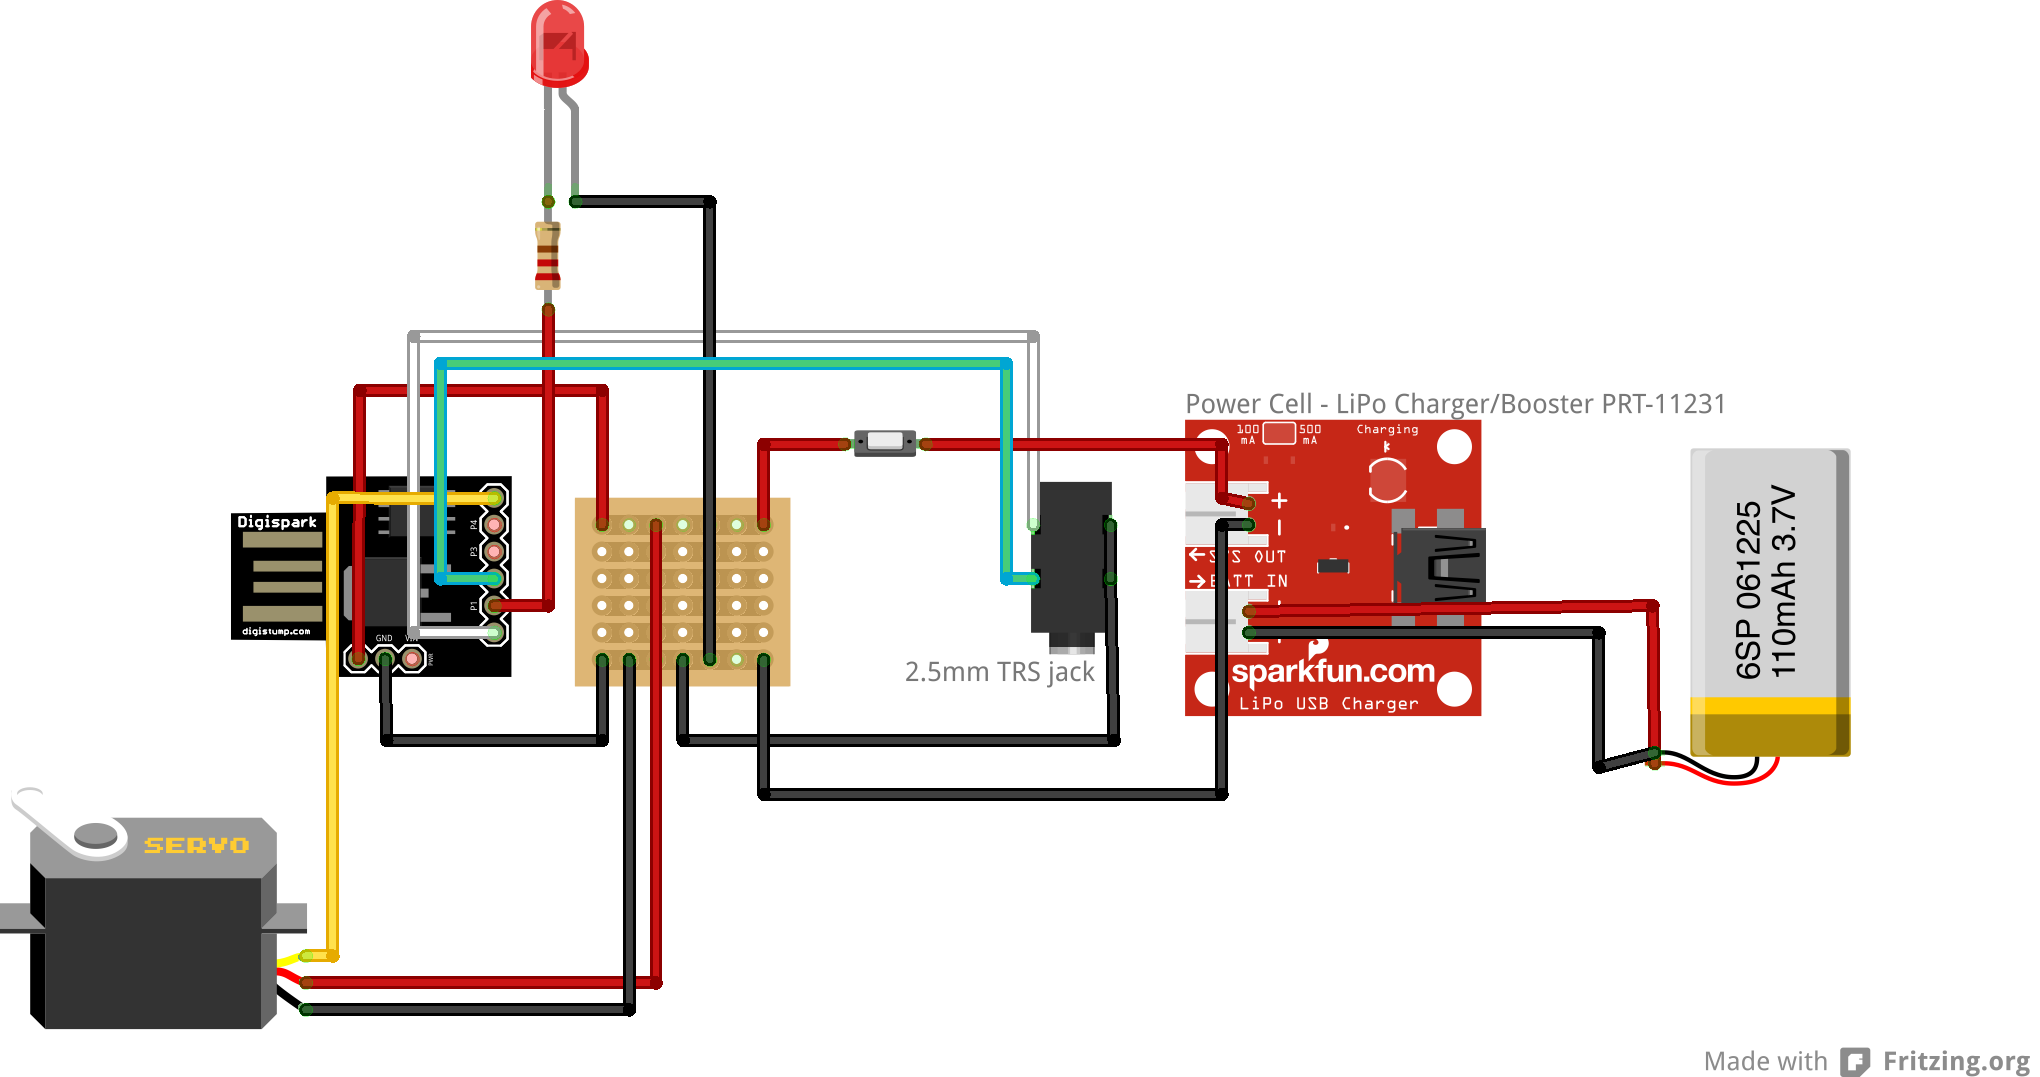 Power Cell - LiPo Charger/Booster PRT-11231
100 mA
500 mA
Charging
+
SYS OUT
BATT IN
sparkfun.com
LiPo USB Charger
6SP 061225
110mAh 3.7V
Digispark
digistump.com
P4
P3
P1
GND
2.5mm TRS jack
SERVO
Made with Fritzing.org